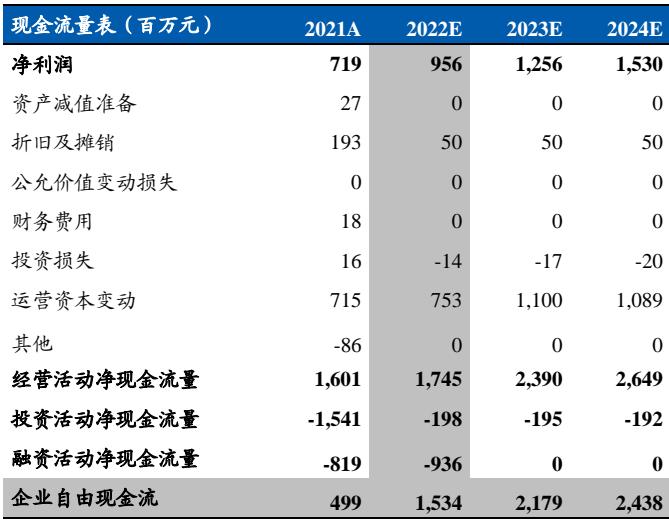 现金流量表（百万元） 2021A 2022E 2023E 2024E
净利润 719 956 1,256 1,530
资产减值准备 27 0 0 0
折旧及摊销 193 50 50 50
公允价值变动损失 0 0 0 0
财务费用 18 0 0 0
投资损失 16 -14 -17 -20
运营资本变动 715 753 1,100 1,089
其他 -86 0 0 0
经营活动净现金流量 1,601 1,745 2,390 2,649
投资活动净现金流量 -1,541 -198 -195 -192
融资活动净现金流量 -819 -936 0 0
企业自由现金流 499 1,534 2,179 2,438